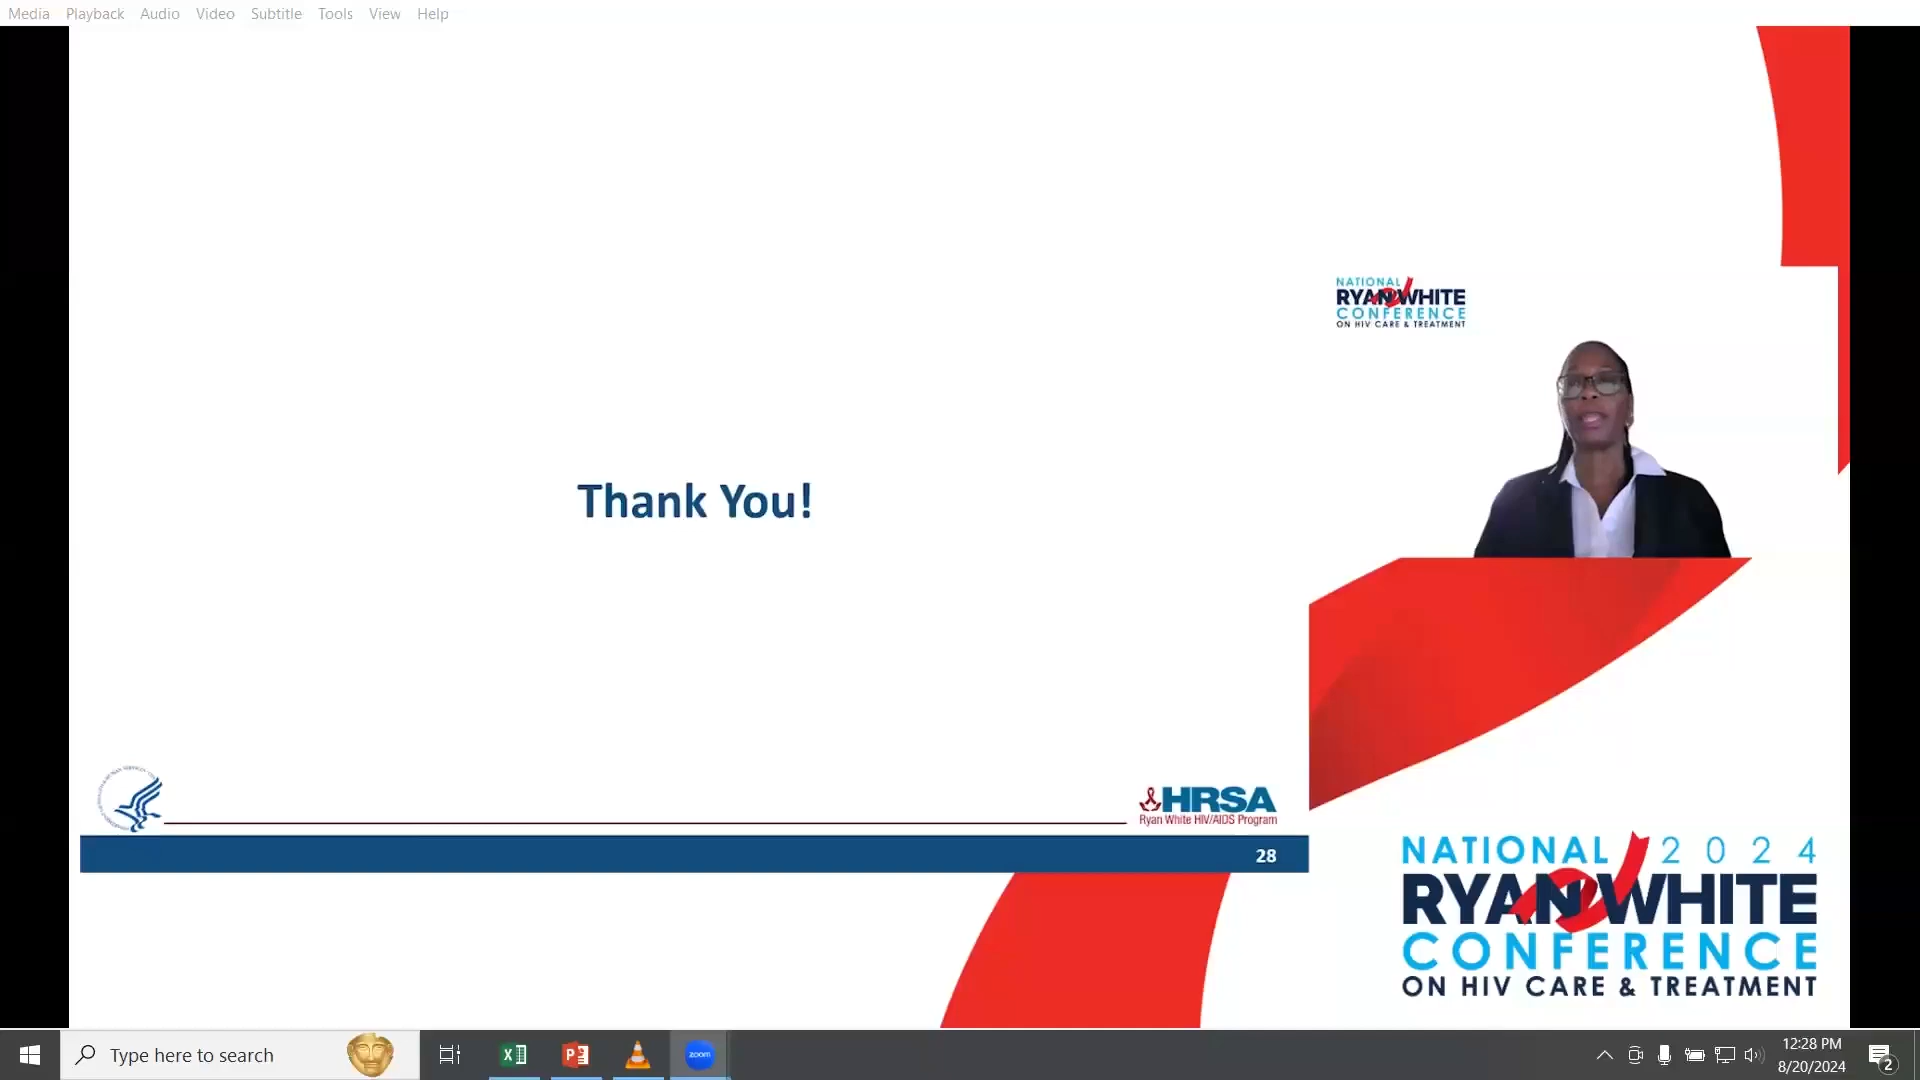 Media Playback Audio Video Subtitle Tools View Help
NATIONAL
RYAN WHITE
CONFERENCE
ON HIV CARE & TREATMENT
Thank You!
HRSA
Ryan White HIV/AIDS Program
28
NATIONAL 2024
RYAN WHITE
CONFERENCE
ON HIV CARE & TREATMENT
Type here to search
zoom
12:28 PM
8/20/2024
2